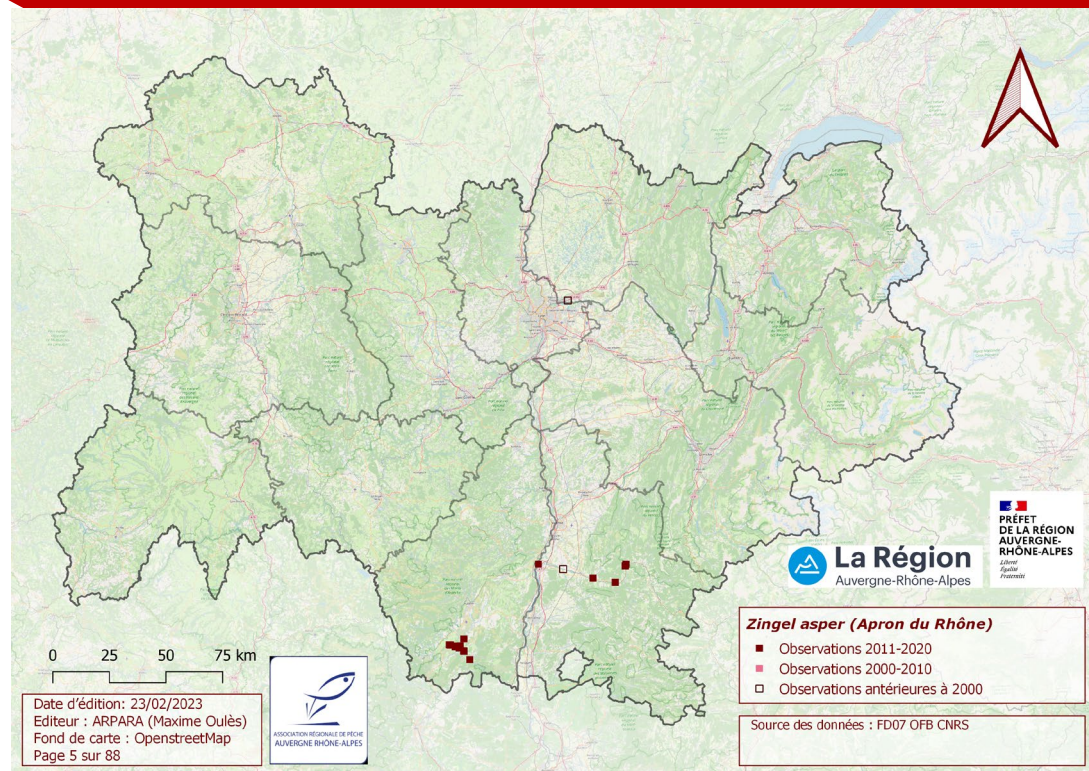 PRÉFET
DE LA RÉGION
AUVERGNE-
RHÔNE-ALPES
Liberté
Égalité
Fraternité
La Région
Auvergne-Rhône-Alpes
Zingel asper (Apron du Rhône)
Observations 2011-2020
Observations 2000-2010
Observations antérieures à 2000
Source des données : FD07 OFB CNRS
0 25 50 75 km
Date d'édition: 23/02/2023
Editeur : ARPARA (Maxime Oulès)
Fond de carte : OpenstreetMap
Page 5 sur 88
ASSOCIATION RÉGIONALE DE PÊCHE
AUVERGNE RHÔNE-ALPES